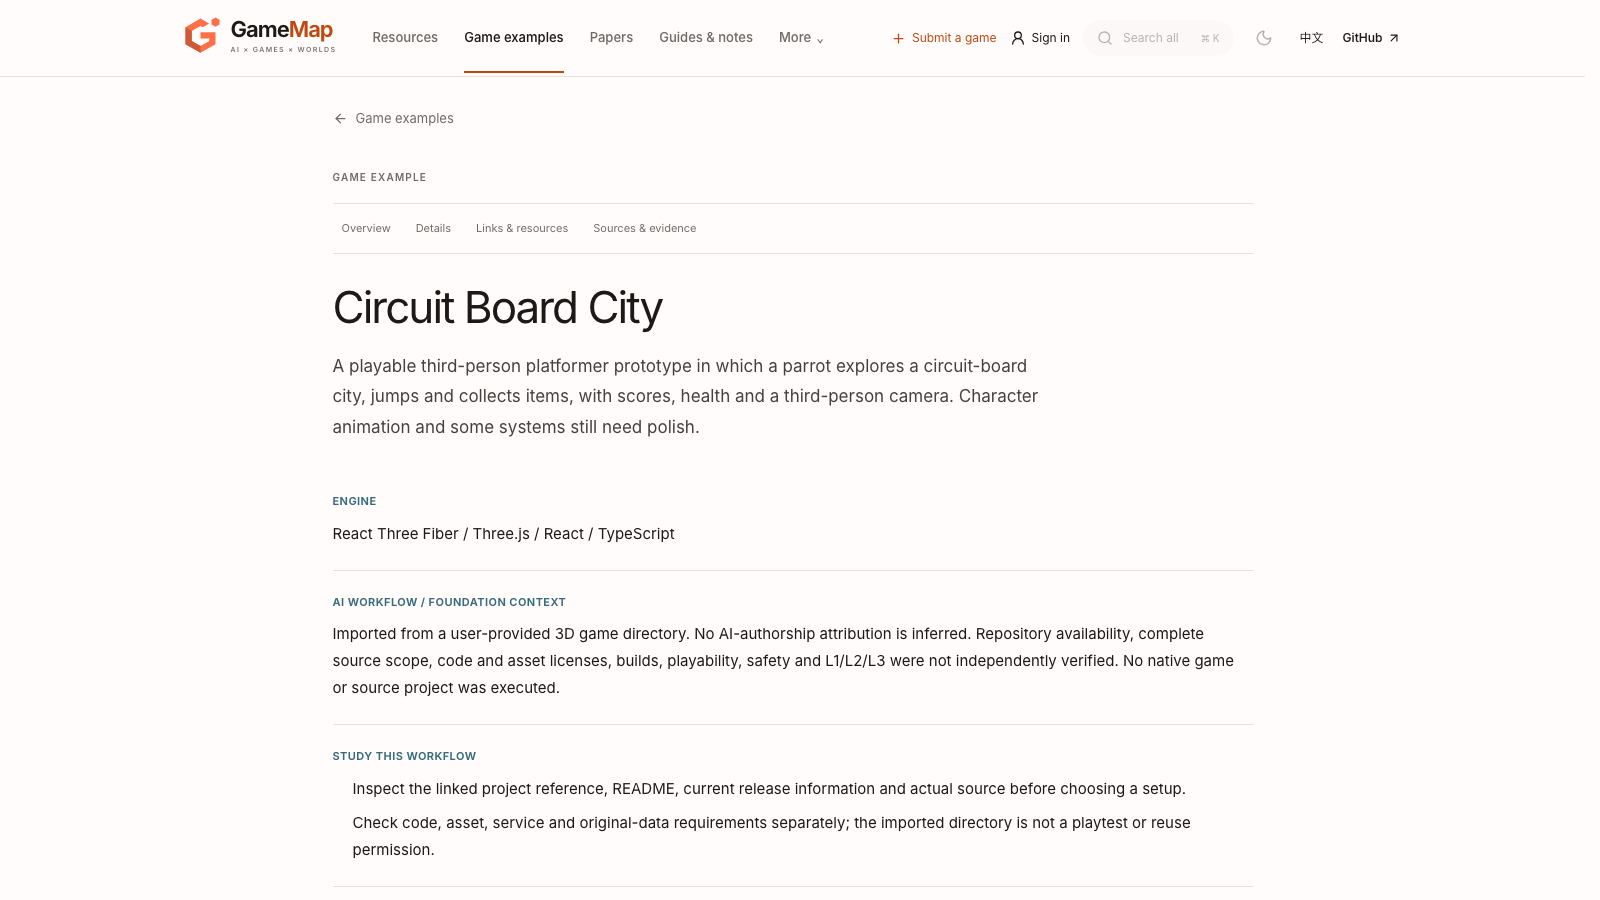 GameMap
AI × GAMES × WORLDS
Resources
Game examples
Papers
Guides & notes
More
Submit a game
Sign in
Search all
⌘ K
中文
GitHub
Game examples
GAME EXAMPLE
Overview
Details
Links & resources
Sources & evidence
Circuit Board City
A playable third-person platformer prototype in which a parrot explores a circuit-board
city, jumps and collects items, with scores, health and a third-person camera. Character
animation and some systems still need polish.
ENGINE
React Three Fiber / Three.js / React / TypeScript
AI WORKFLOW / FOUNDATION CONTEXT
Imported from a user-provided 3D game directory. No AI-authorship attribution is inferred. Repository availability, complete
source scope, code and asset licenses, builds, playability, safety and L1/L2/L3 were not independently verified. No native game
or source project was executed.
STUDY THIS WORKFLOW
Inspect the linked project reference, README, current release information and actual source before choosing a setup.
Check code, asset, service and original-data requirements separately; the imported directory is not a playtest or reuse
permission.